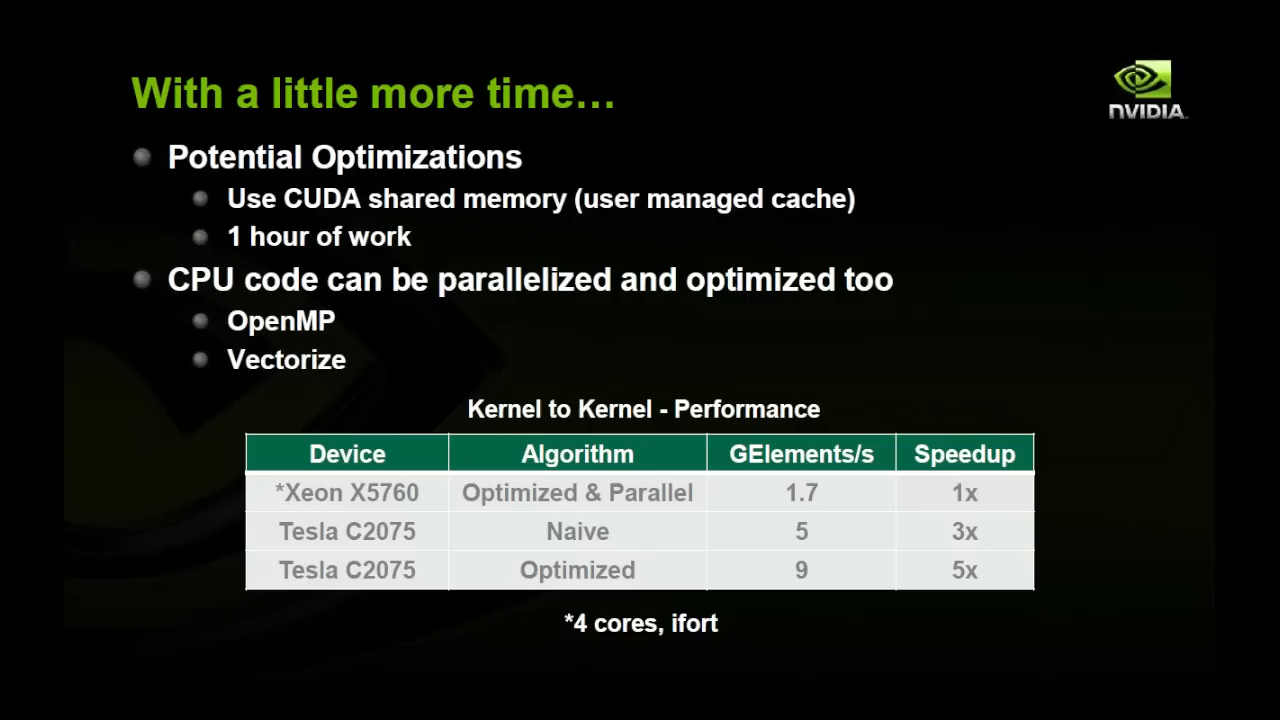 With a little more time…
NVIDIA.
Potential Optimizations
Use CUDA shared memory (user managed cache)
1 hour of work
CPU code can be parallelized and optimized too
OpenMP
Vectorize
Kernel to Kernel - Performance
Device Algorithm GElements/s Speedup
*Xeon X5760 Optimized & Parallel 1.7 1x
Tesla C2075 Naive 5 3x
Tesla C2075 Optimized 9 5x
*4 cores, ifort